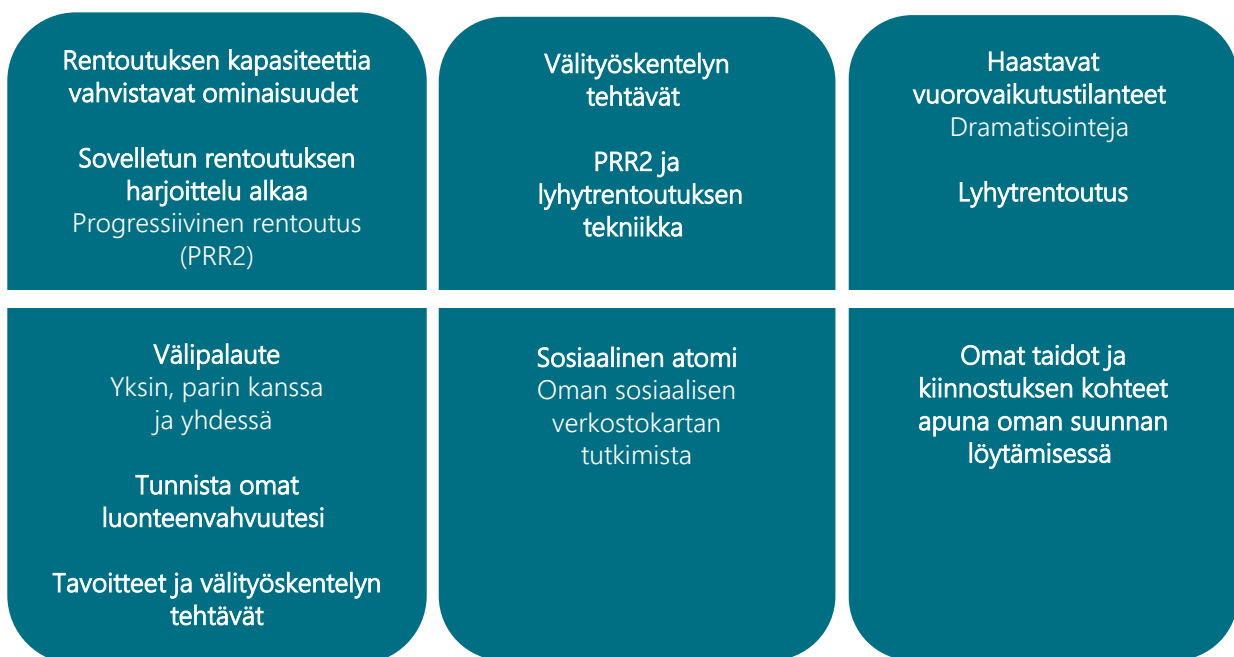 Rentoutuksen kapasiteettia
vahvistavat ominaisuudet
Sovelletun rentoutuksen
harjoittelu alkaa
Progressiivinen rentoutus
(PRR2)
Välityöskentelyn
tehtävät
PRR2 ja
lyhytrentoutuksen
tekniikka
Haastavat
vuorovaikutustilanteet
Dramatisointeja
Lyhytrentoutus
Välipalaute
Yksin, parin kanssa
ja yhdessä
Tunnista omat
luonteenvahvuutesi
Tavoitteet ja välityöskentelyn
tehtävät
Sosiaalinen atomi
Oman sosiaalisen
verkostokartan
tutkimista
Omat taidot ja
kiinnostuksen kohteet
apuna oman suunnan
löytämisessä